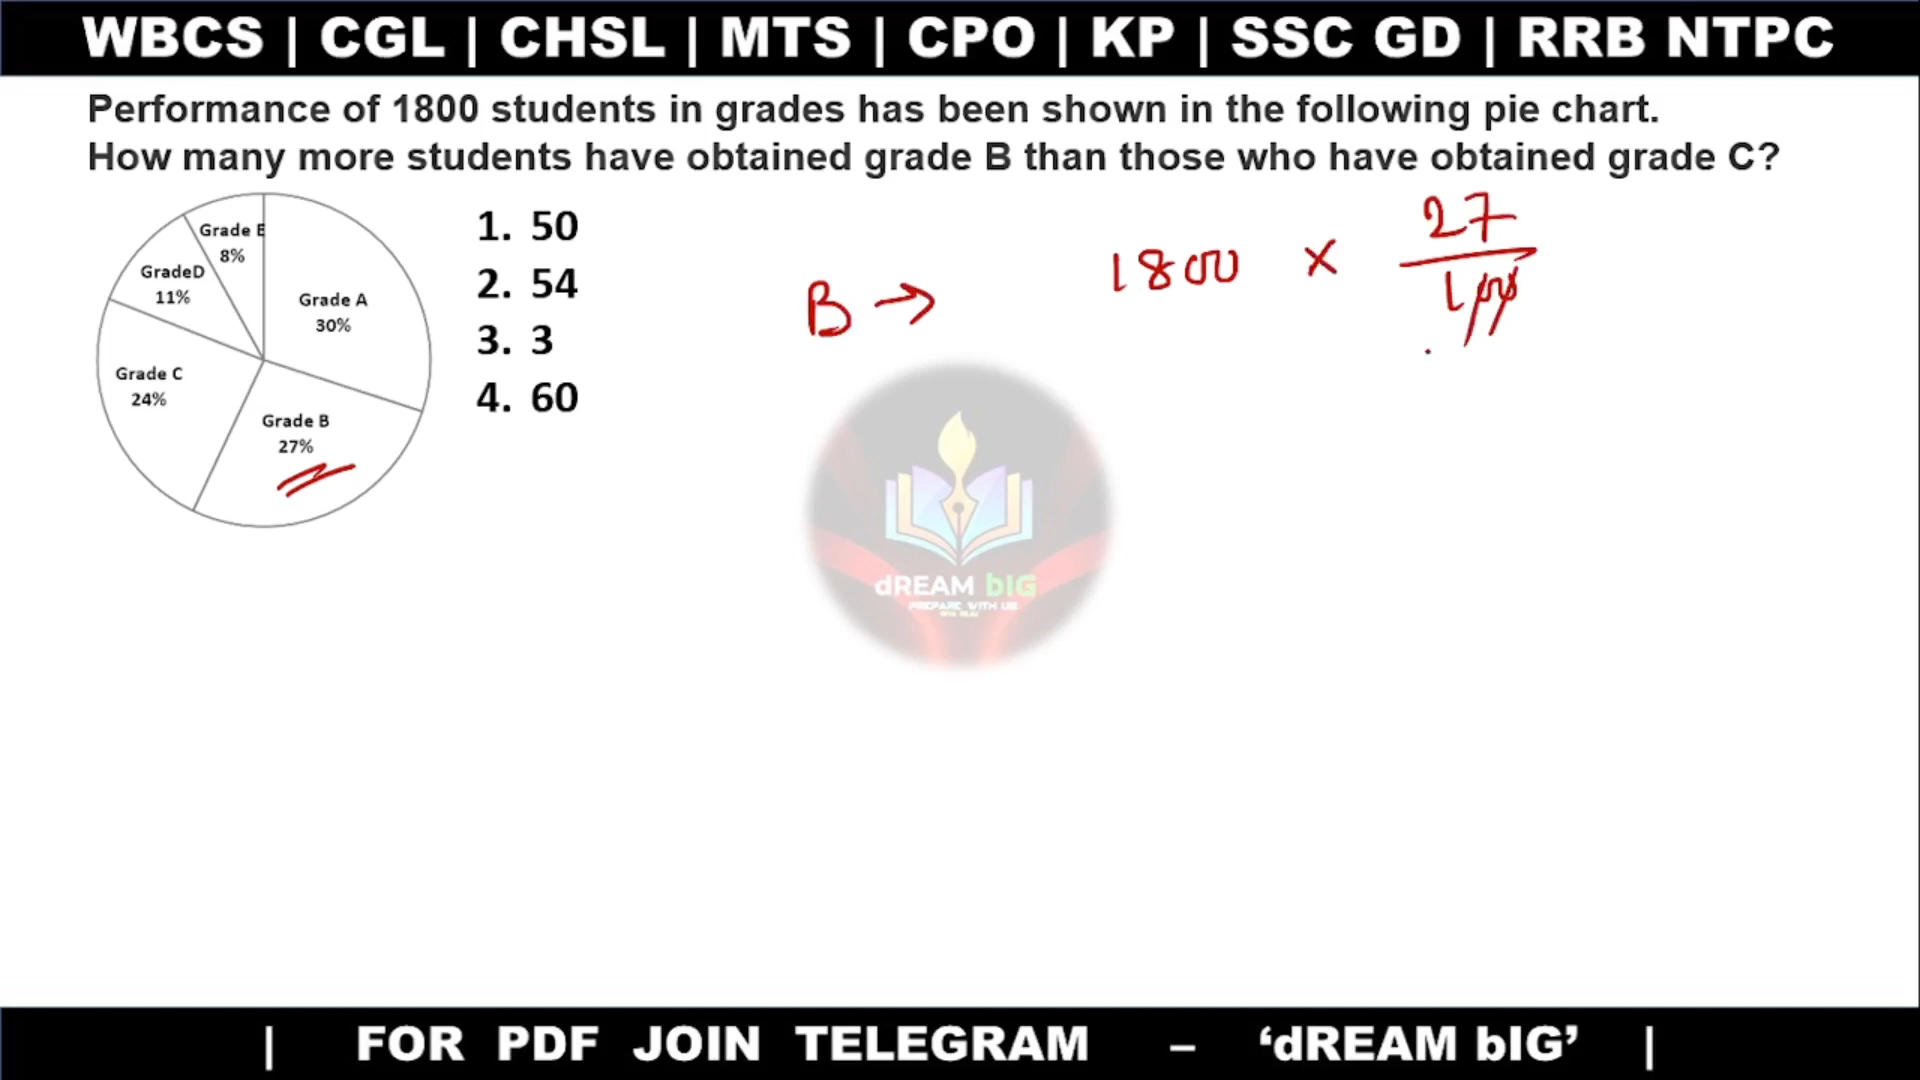 WBCS | CGL | CHSL | MTS | CPO | KP | SSC GD | RRB NTPC
Performance of 1800 students in grades has been shown in the following pie chart.
How many more students have obtained grade B than those who have obtained grade C?
Grade E
8%
GradeD
11%
Grade A
30%
Grade C
24%
Grade B
27%
1. 50
2. 54
3. 3
4. 60
B → 1800 × 27/100
dREAM bIG
PREPARE WITH US
| FOR PDF JOIN TELEGRAM – ‘dREAM bIG’ |